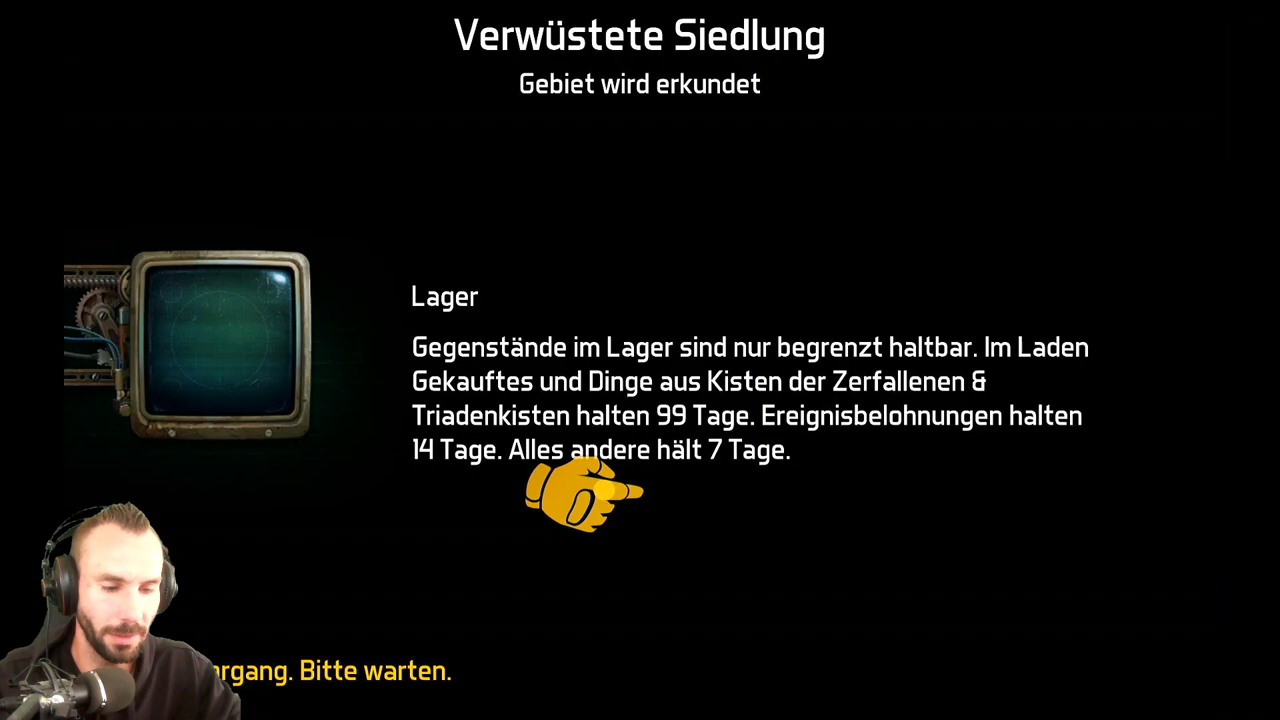 Verwüstete Siedlung
Gebiet wird erkundet
Lager
Gegenstände im Lager sind nur begrenzt haltbar. Im Laden
Gekauftes und Dinge aus Kisten der Zerfallenen &
Triadenkisten halten 99 Tage. Ereignisbelohnungen halten
14 Tage. Alles andere hält 7 Tage.
Bitte warten.